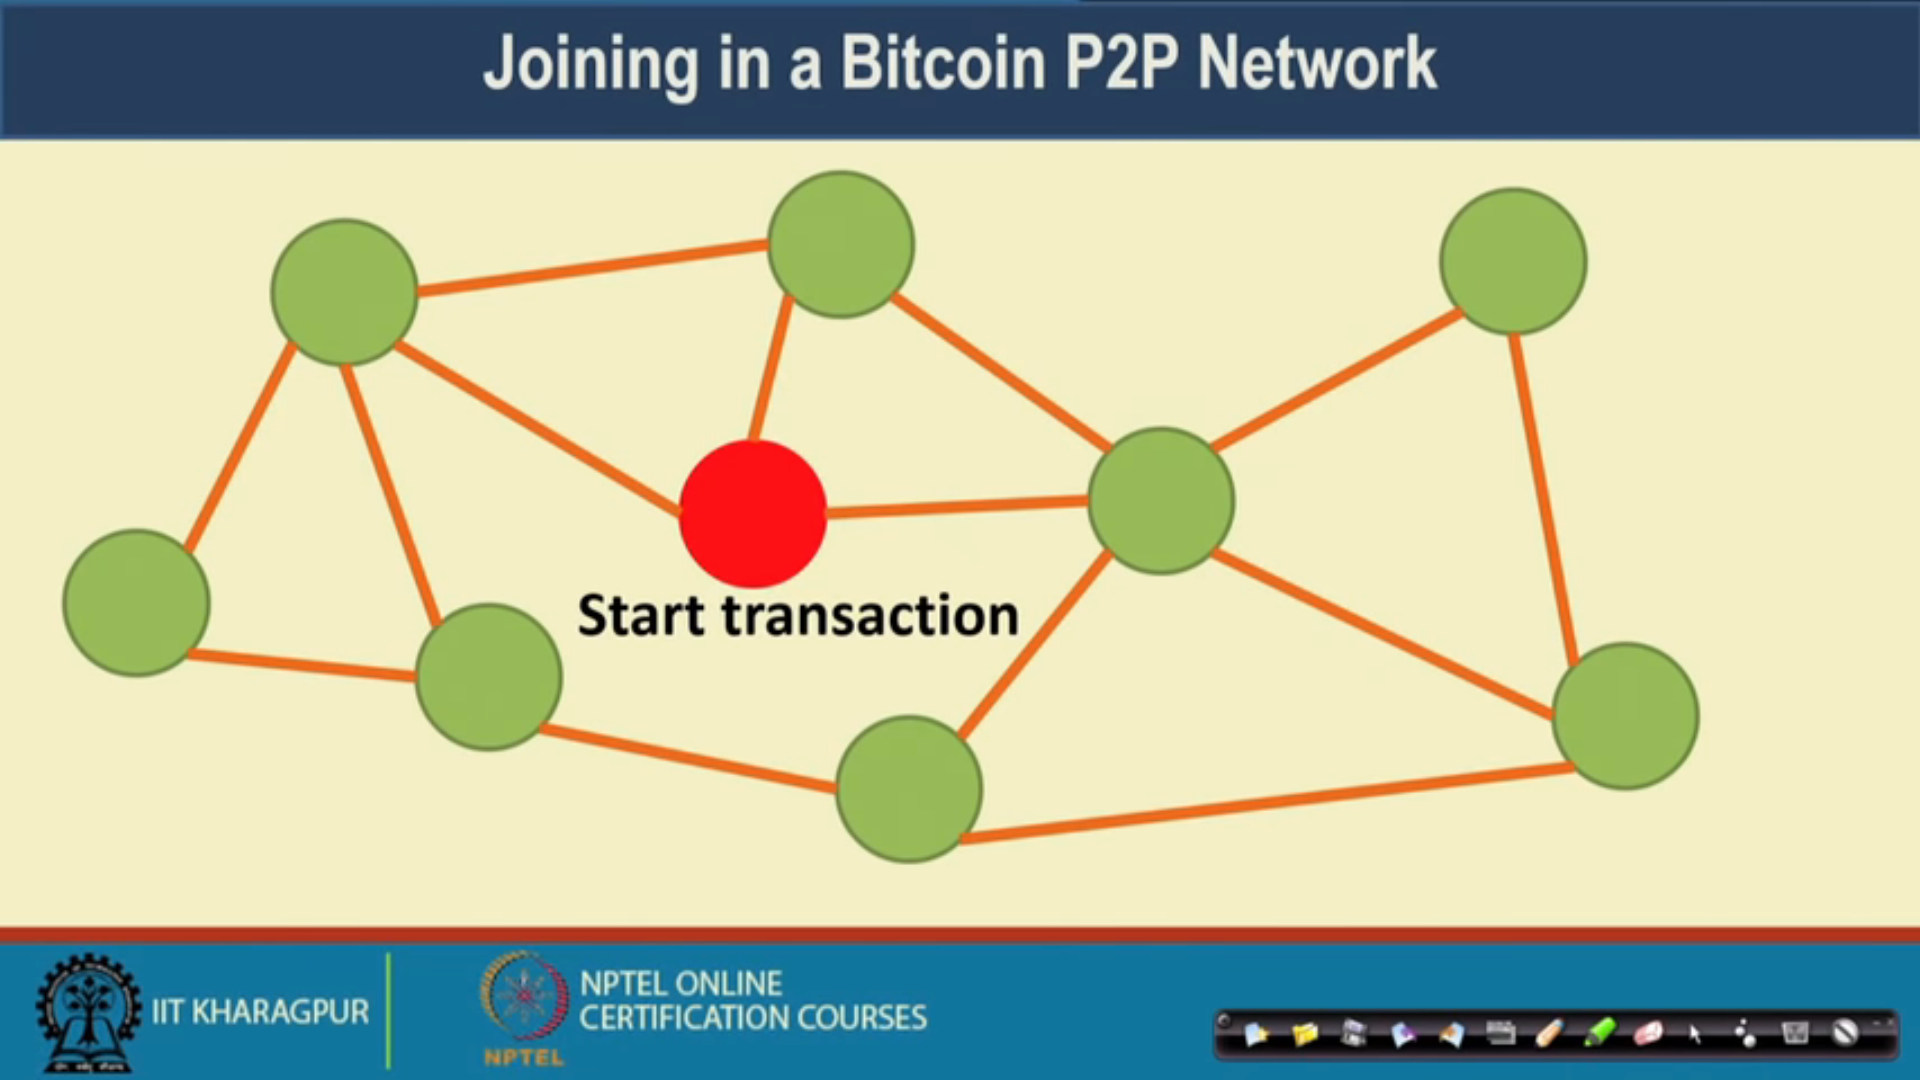 Joining in a Bitcoin P2P Network
Start transaction
IIT KHARAGPUR
NPTEL ONLINE
CERTIFICATION COURSES
NPTEL